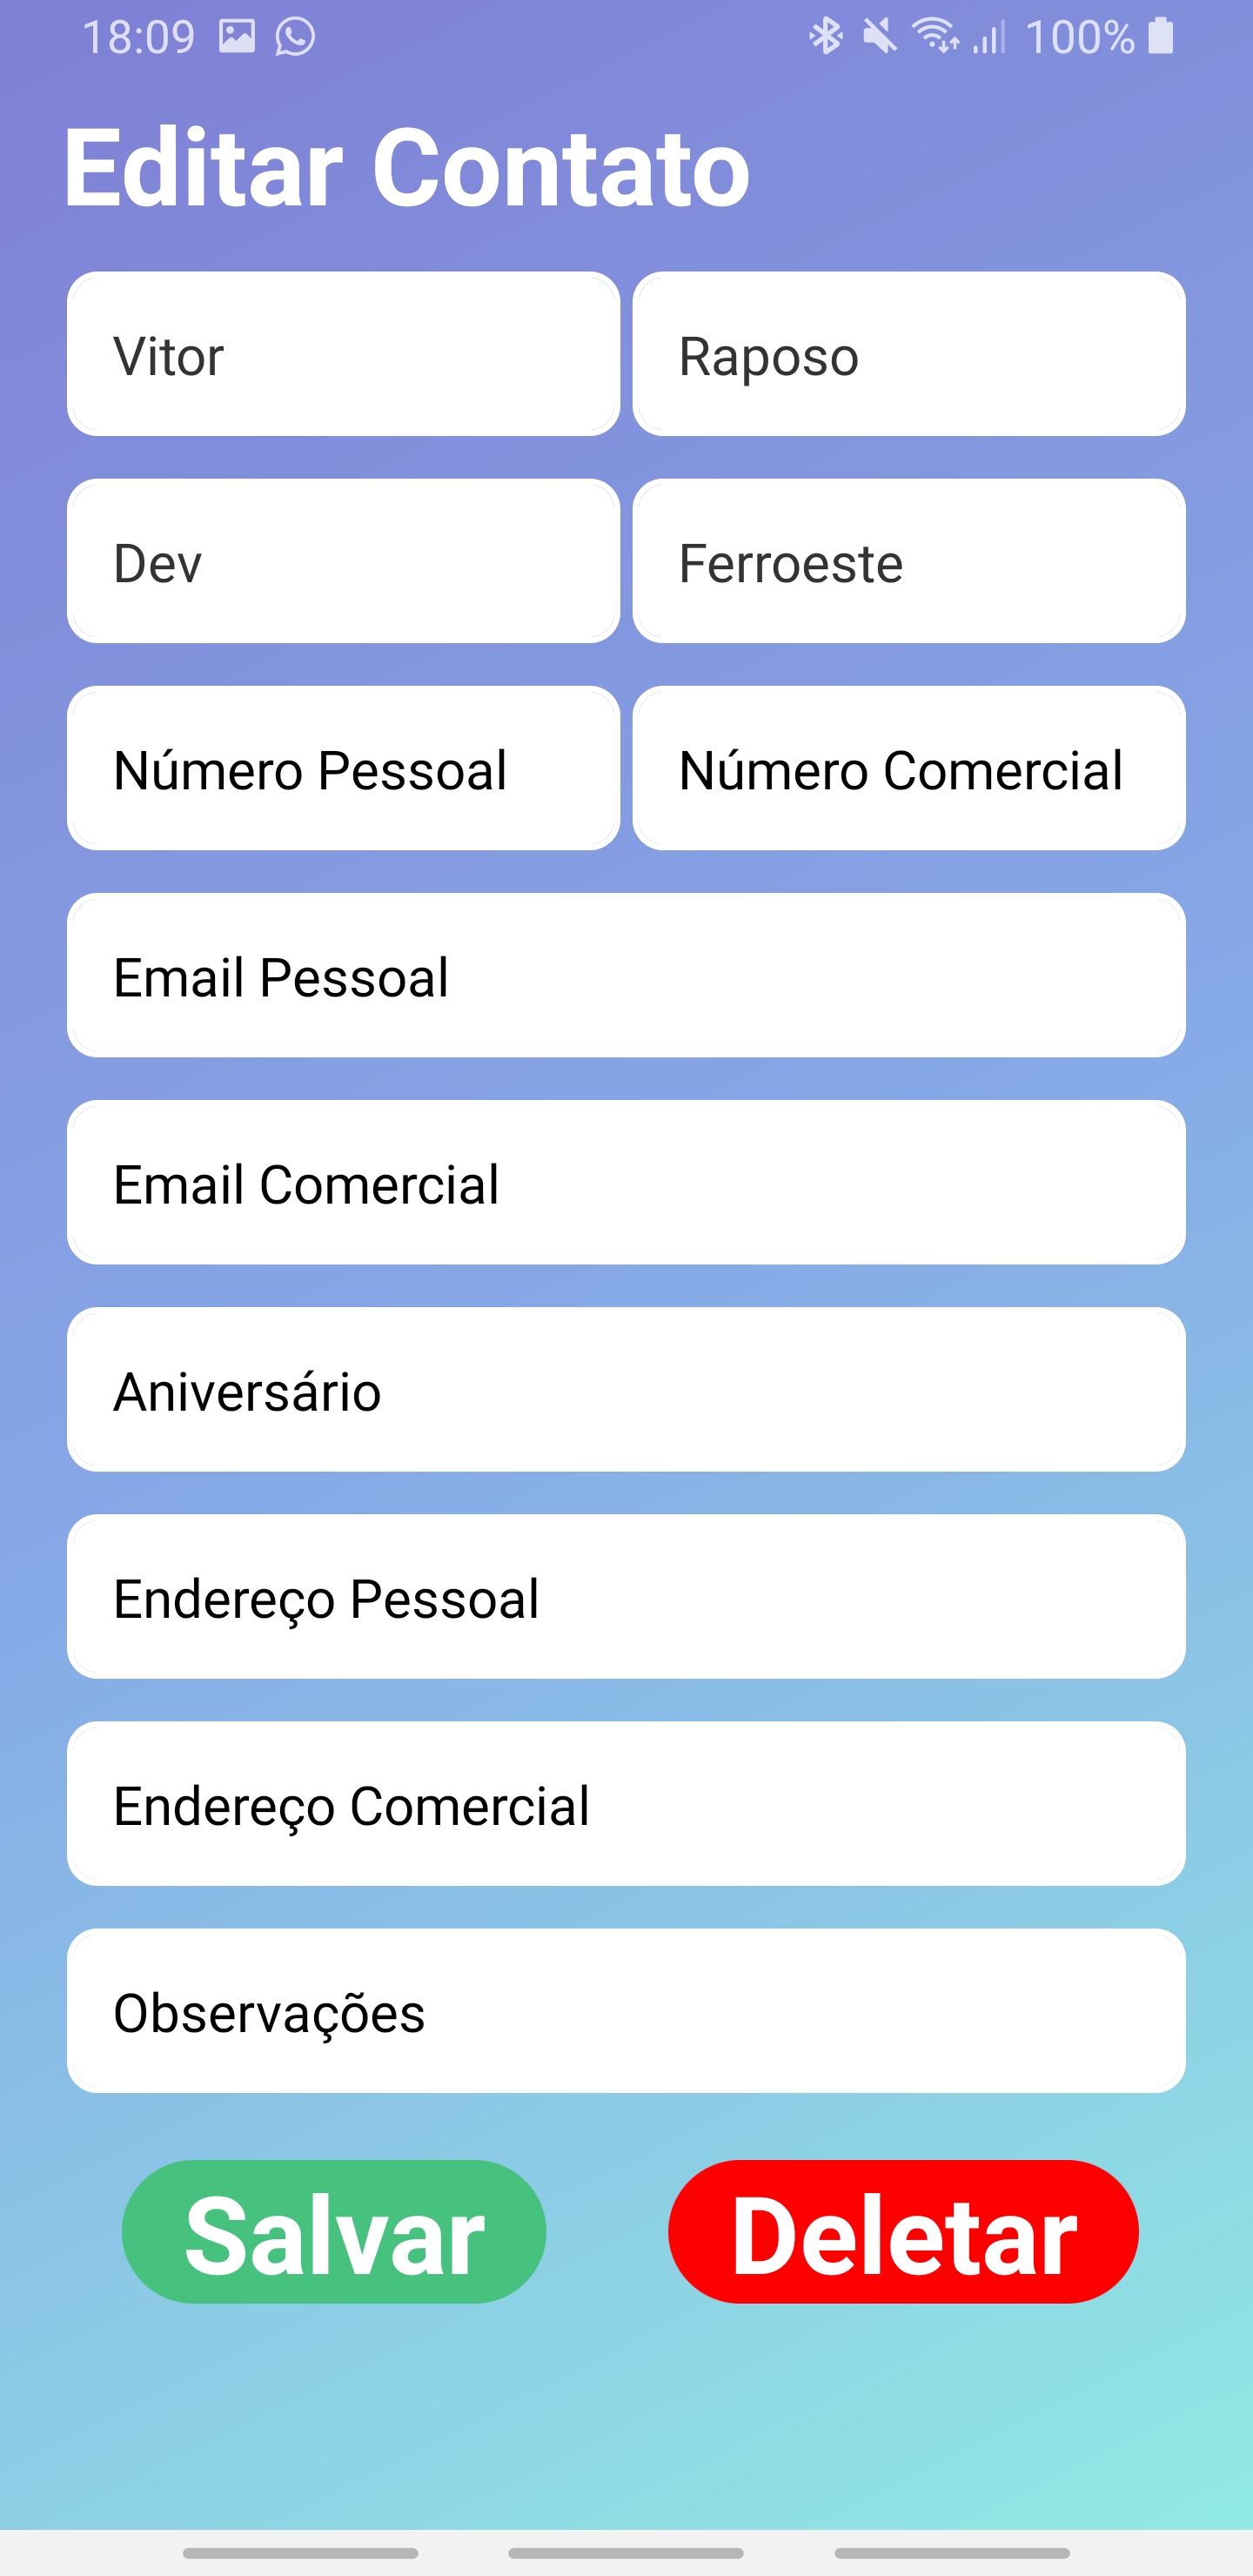 18:09 100%
Editar Contato
Vitor Raposo
Dev Ferroeste
Número Pessoal Número Comercial
Email Pessoal
Email Comercial
Aniversário
Endereço Pessoal
Endereço Comercial
Observações
Salvar Deletar